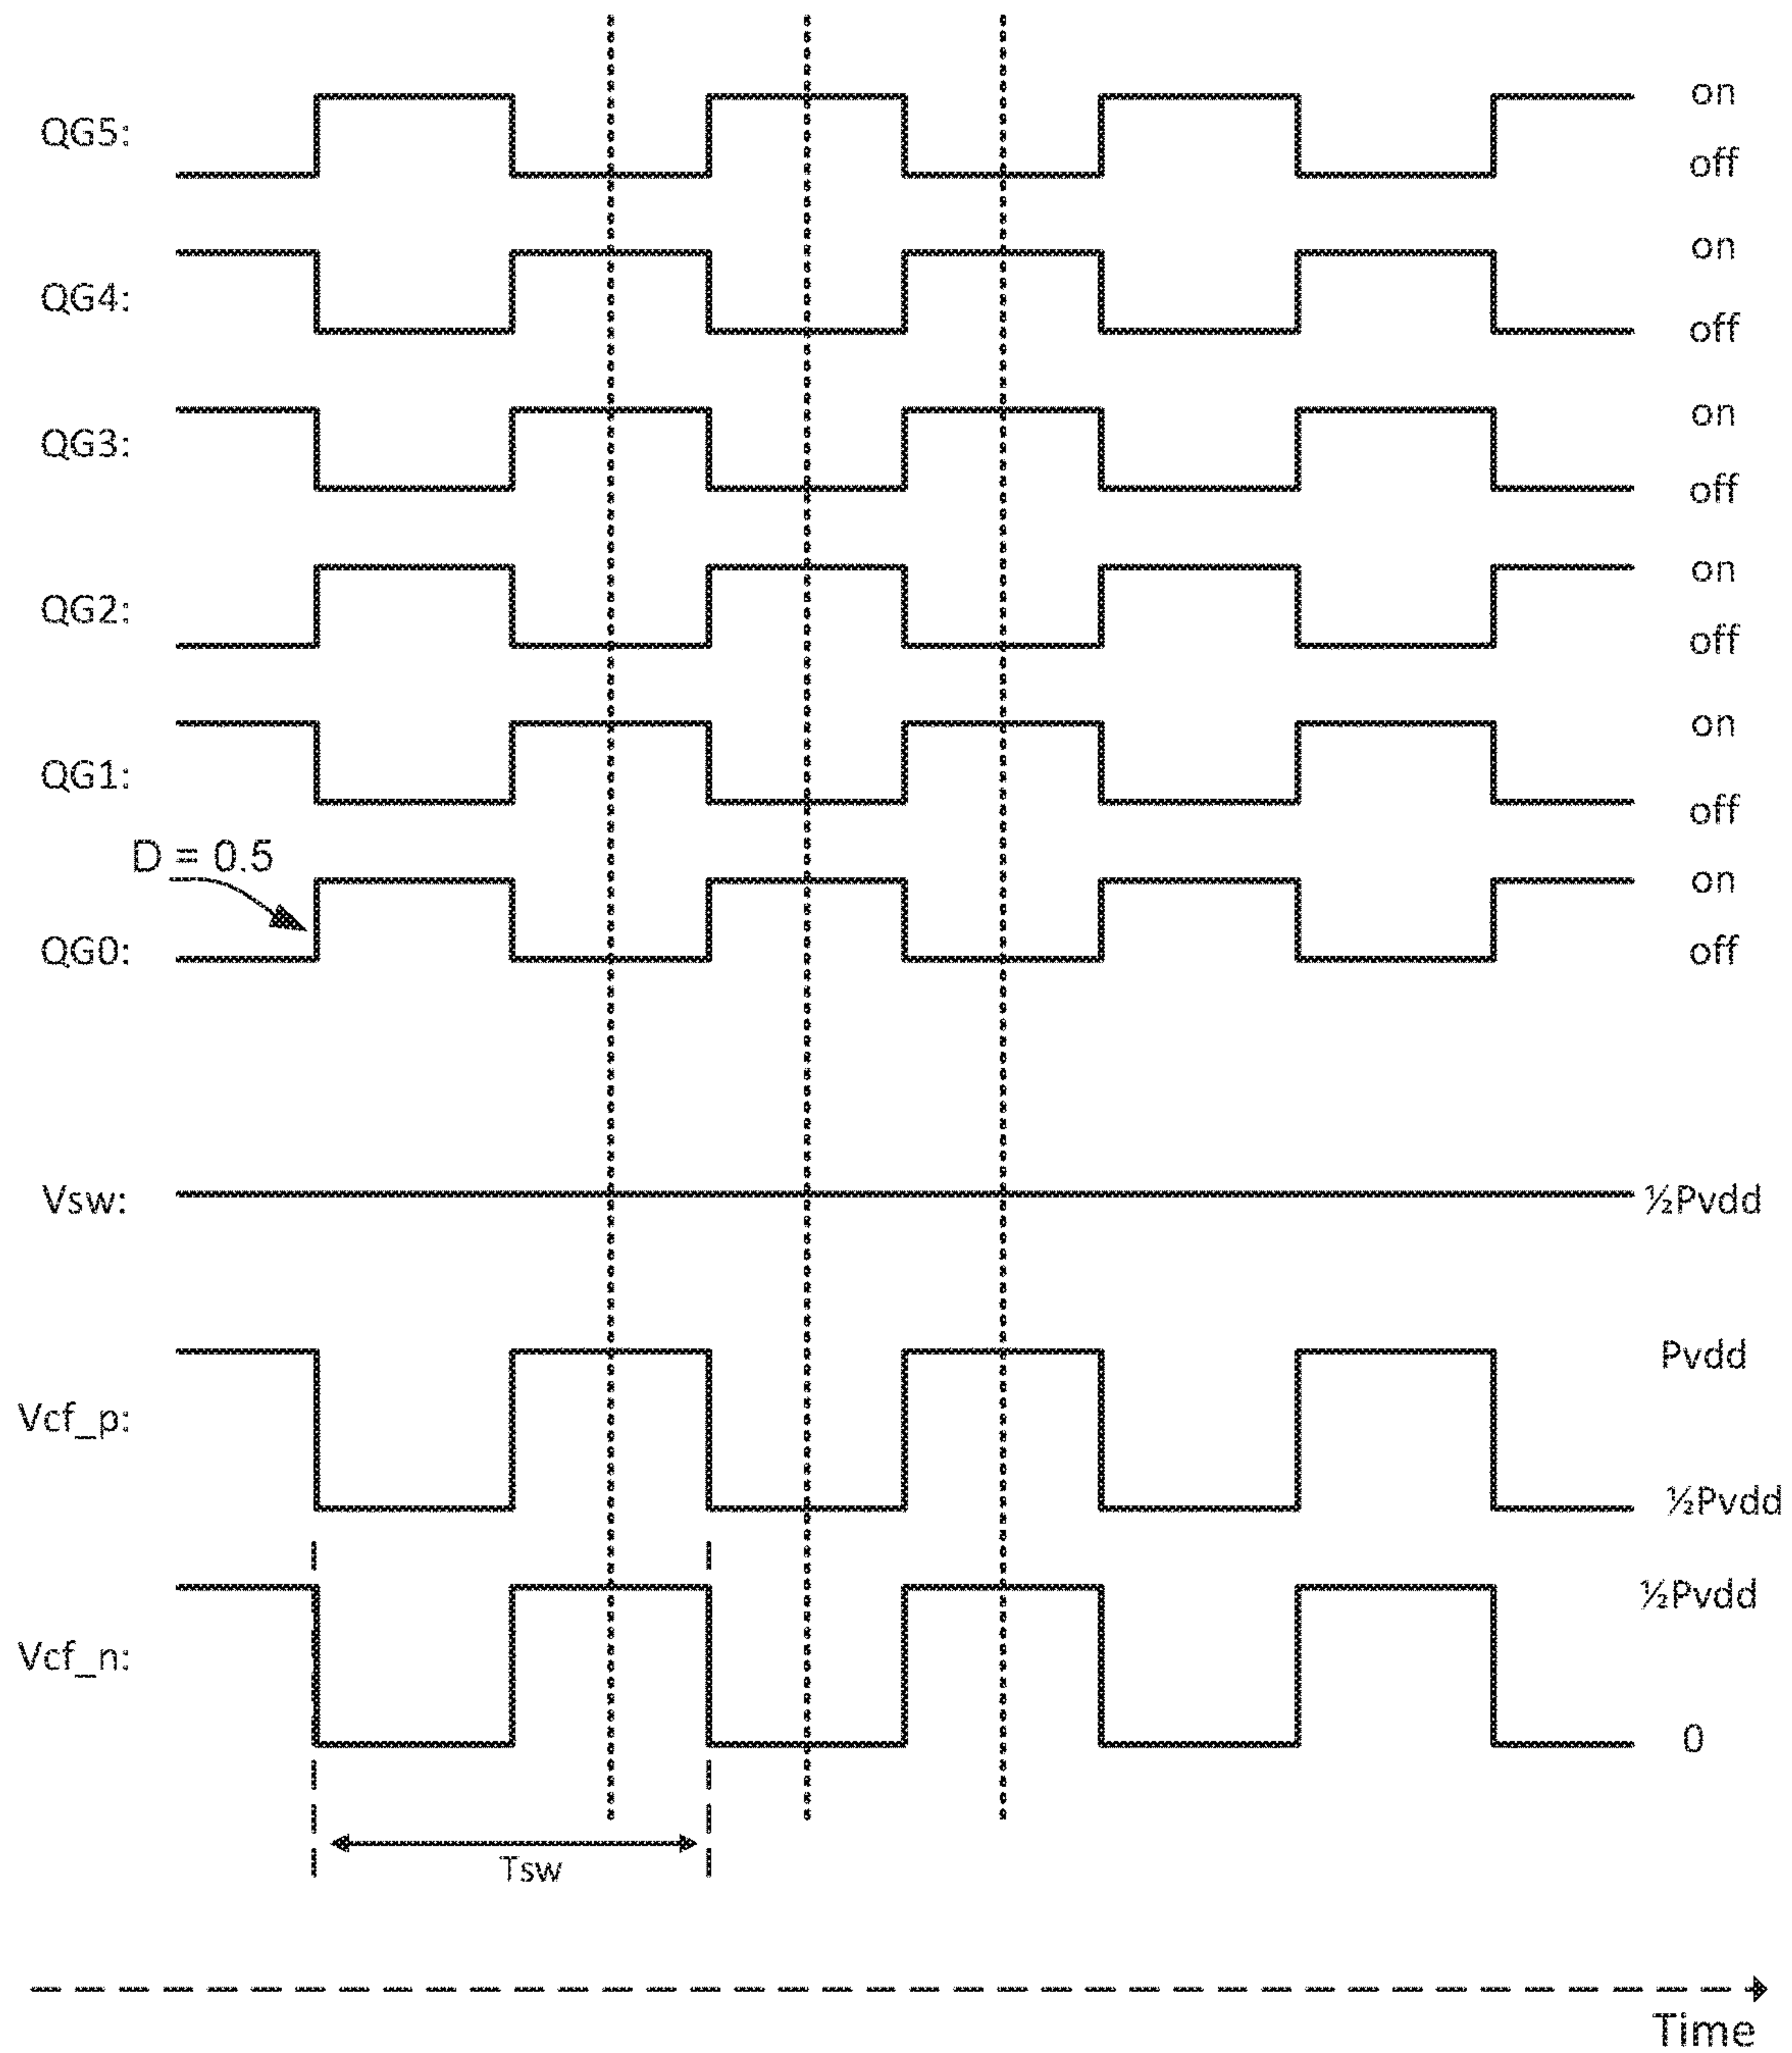 on
QG5:
off
on
QG4:
off
on
QG3:
off
on
QG2:
off
on
QG1:
off
D = 0.5
on
QG0:
off
Vsw:
½Pvdd
Pvdd
Vcf_p:
½Pvdd
½Pvdd
Vcf_n:
0
Tsw
Time